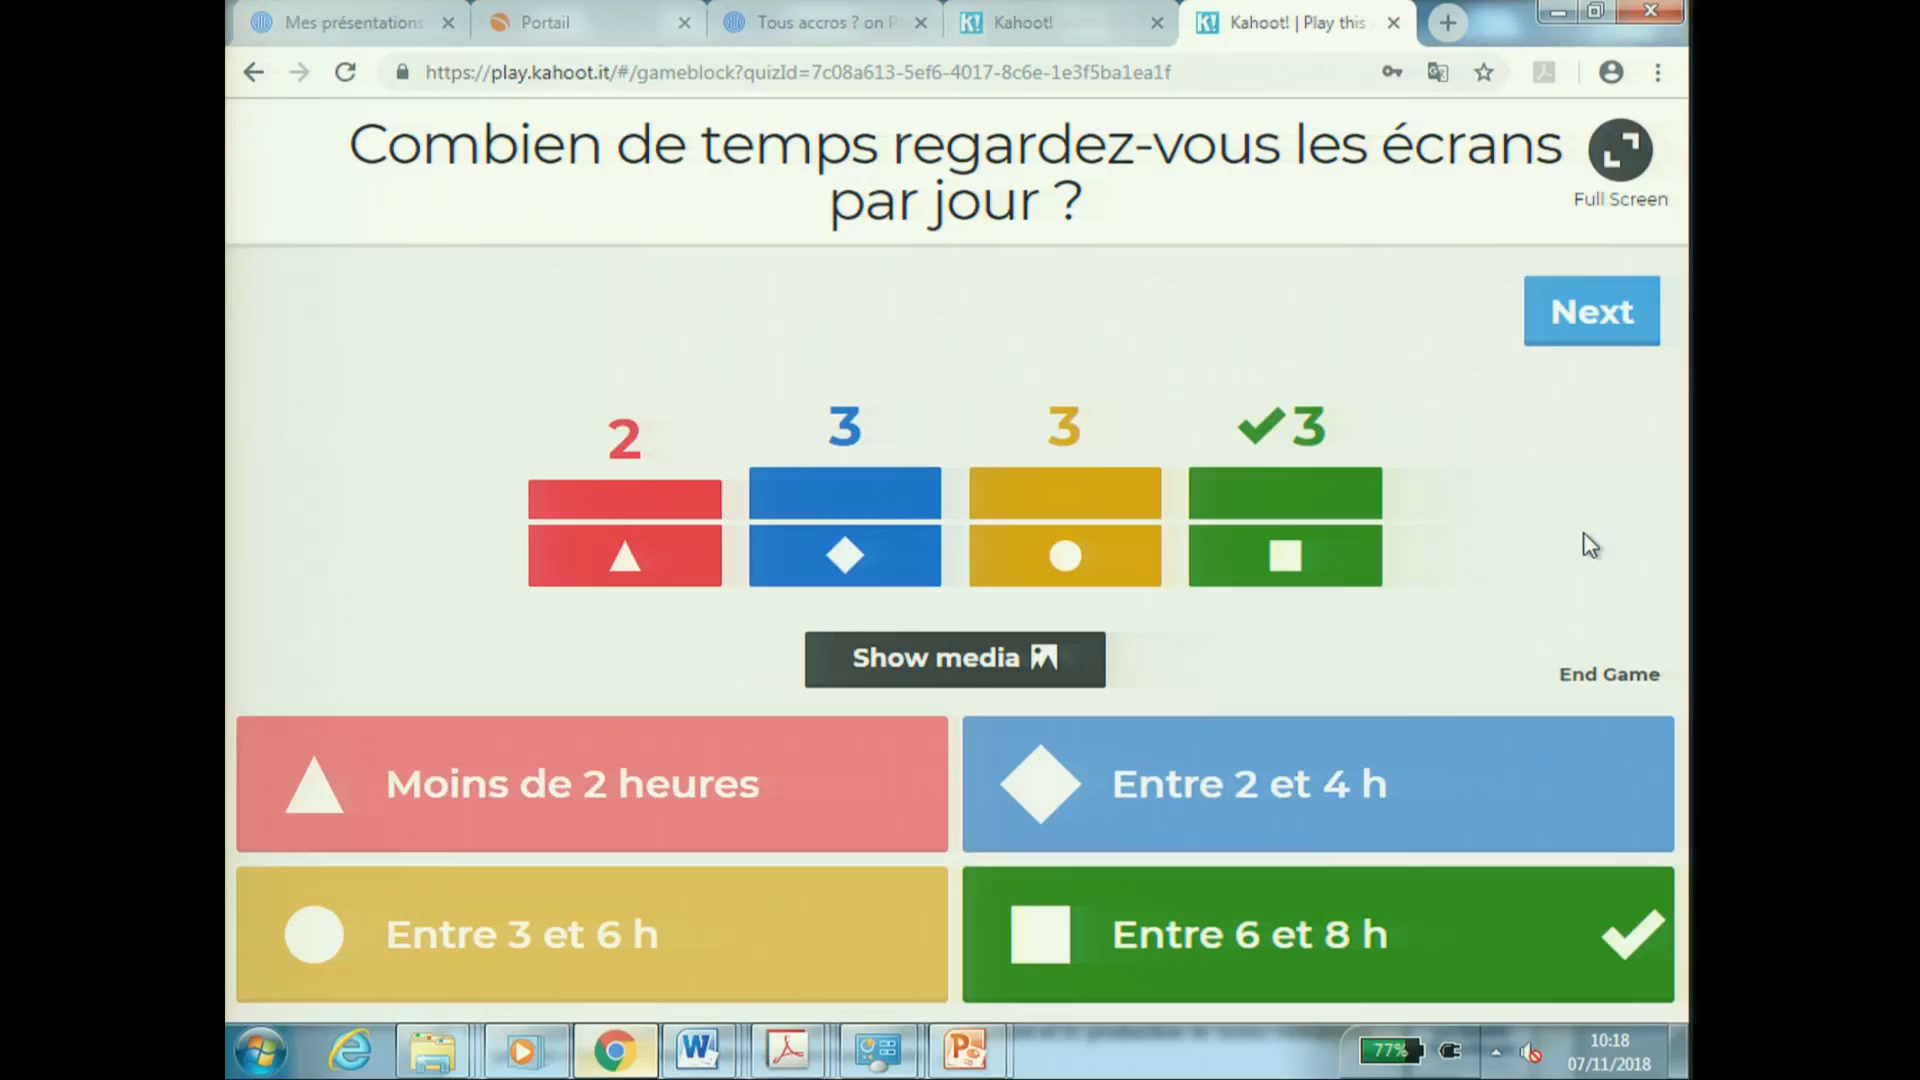 Mes présentations
Portail
Tous accros ? on P
Kahoot!
Kahoot! | Play this
https://play.kahoot.it/#/gameblock?quizId=7c08a613-5ef6-4017-8c6e-1e3f5ba1ea1f
Combien de temps regardez-vous les écrans
par jour ?
Full Screen
Next
2
3
3
3
Show media
End Game
Moins de 2 heures
Entre 2 et 4 h
Entre 3 et 6 h
Entre 6 et 8 h
77%
10:18
07/11/2018